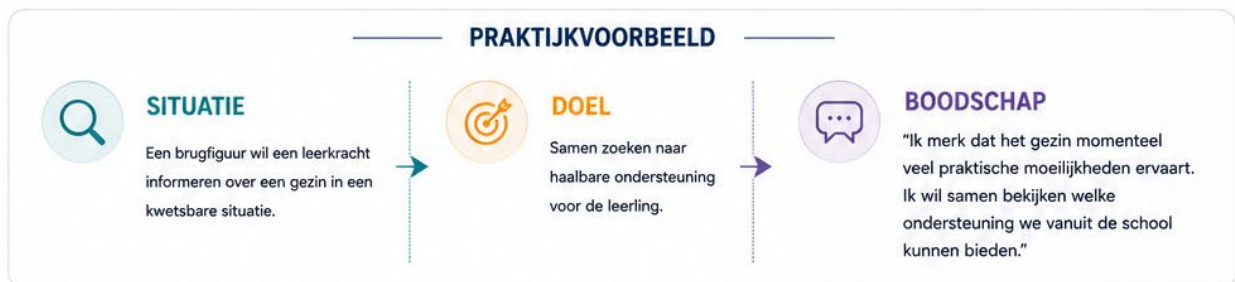 PRAKTIJKVOORBEELD
SITUATIE
Een brugfiguur wil een leerkracht
informeren over een gezin in een
kwetsbare situatie.
DOEL
Samen zoeken naar
haalbare ondersteuning
voor de leerling.
BOODSCHAP
“Ik merk dat het gezin momenteel
veel praktische moeilijkheden ervaart.
Ik wil samen bekijken welke
ondersteuning we vanuit de school
kunnen bieden.”